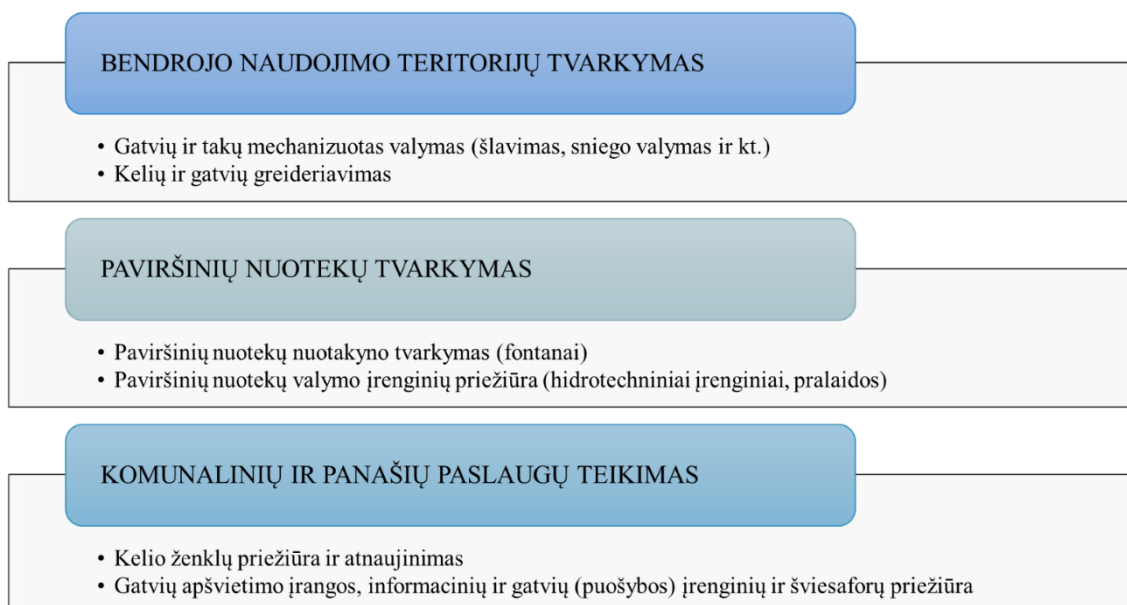 BENDROJO NAUDOJIMO TERITORIJŲ TVARKYMAS
• Gatvių ir takų mechanizuotas valymas (šlavimas, sniego valymas ir kt.)
• Kelių ir gatvių greideriavimas
PAVIRŠINIŲ NUOTEKŲ TVARKYMAS
• Paviršinių nuotekų nuotakyno tvarkymas (fontanai)
• Paviršinių nuotekų valymo įrenginių priežiūra (hidrotechniniai įrenginiai, pralaidos)
KOMUNALINIŲ IR PANAŠIŲ PASLAUGŲ TEIKIMAS
• Kelio ženklų priežiūra ir atnaujinimas
• Gatvių apšvietimo įrangos, informacinių ir gatvių (puošybos) įrenginių ir šviesaforų priežiūra